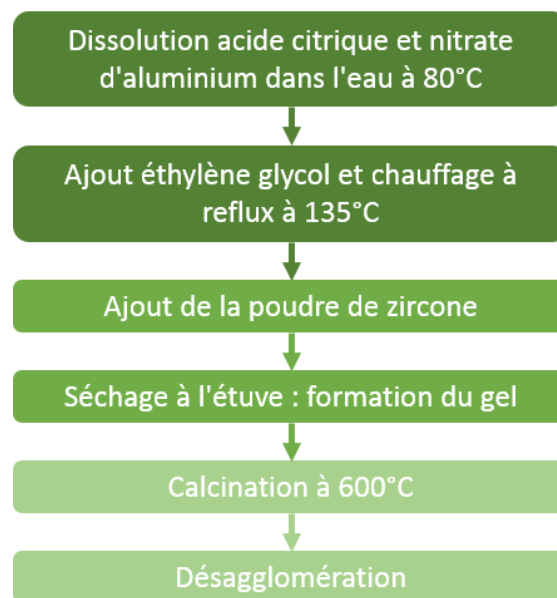 Dissolution acide citrique et nitrate
d'aluminium dans l'eau à 80°C
Ajout éthylène glycol et chauffage à
reflux à 135°C
Ajout de la poudre de zircone
Séchage à l'étuve : formation du gel
Calcination à 600°C
Désagglomération